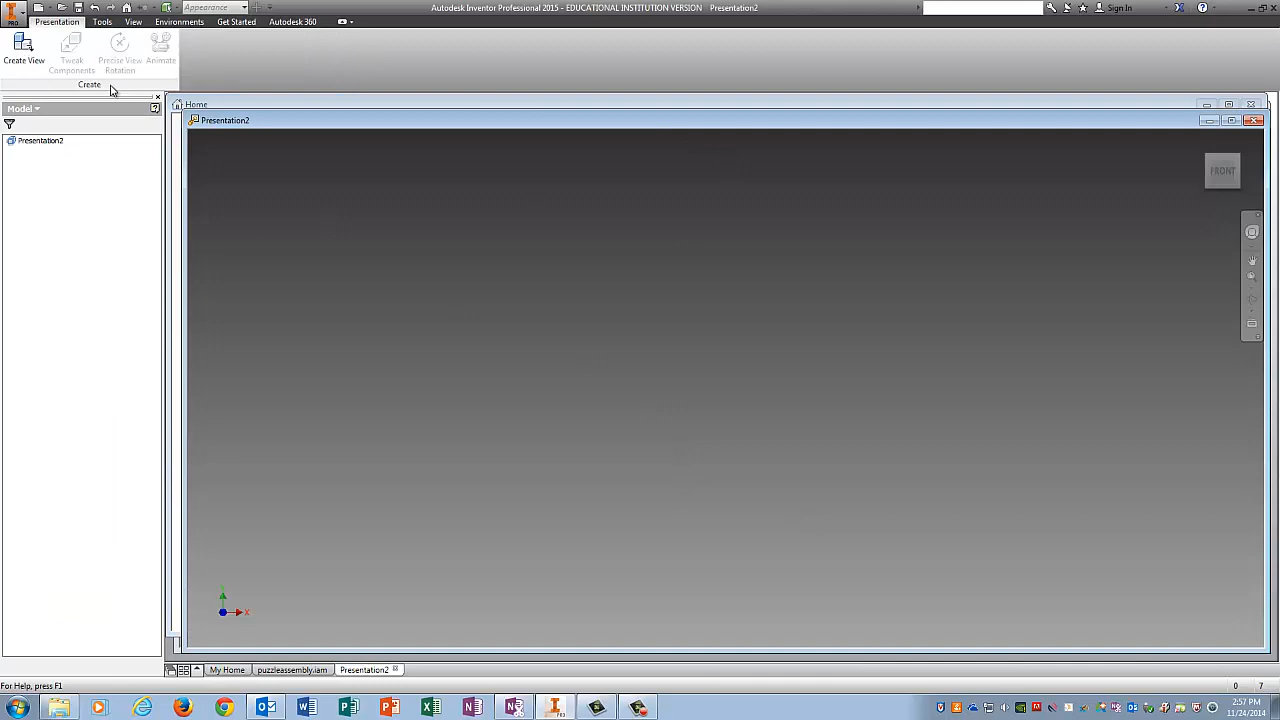 Appearance
Autodesk Inventor Professional 2015 - EDUCATIONAL INSTITUTION VERSION Presentation2
Sign In
PRO
Presentation Tools View Environments Get Started Autodesk 360
Create View
Tweak Components
Precise View Rotation
Animate
Create
Model
Home
Presentation2
Presentation2
FRONT
X
My Home
puzzleassembly.iam
Presentation2
For Help, press F1
0 7
2:57 PM
11/24/2014